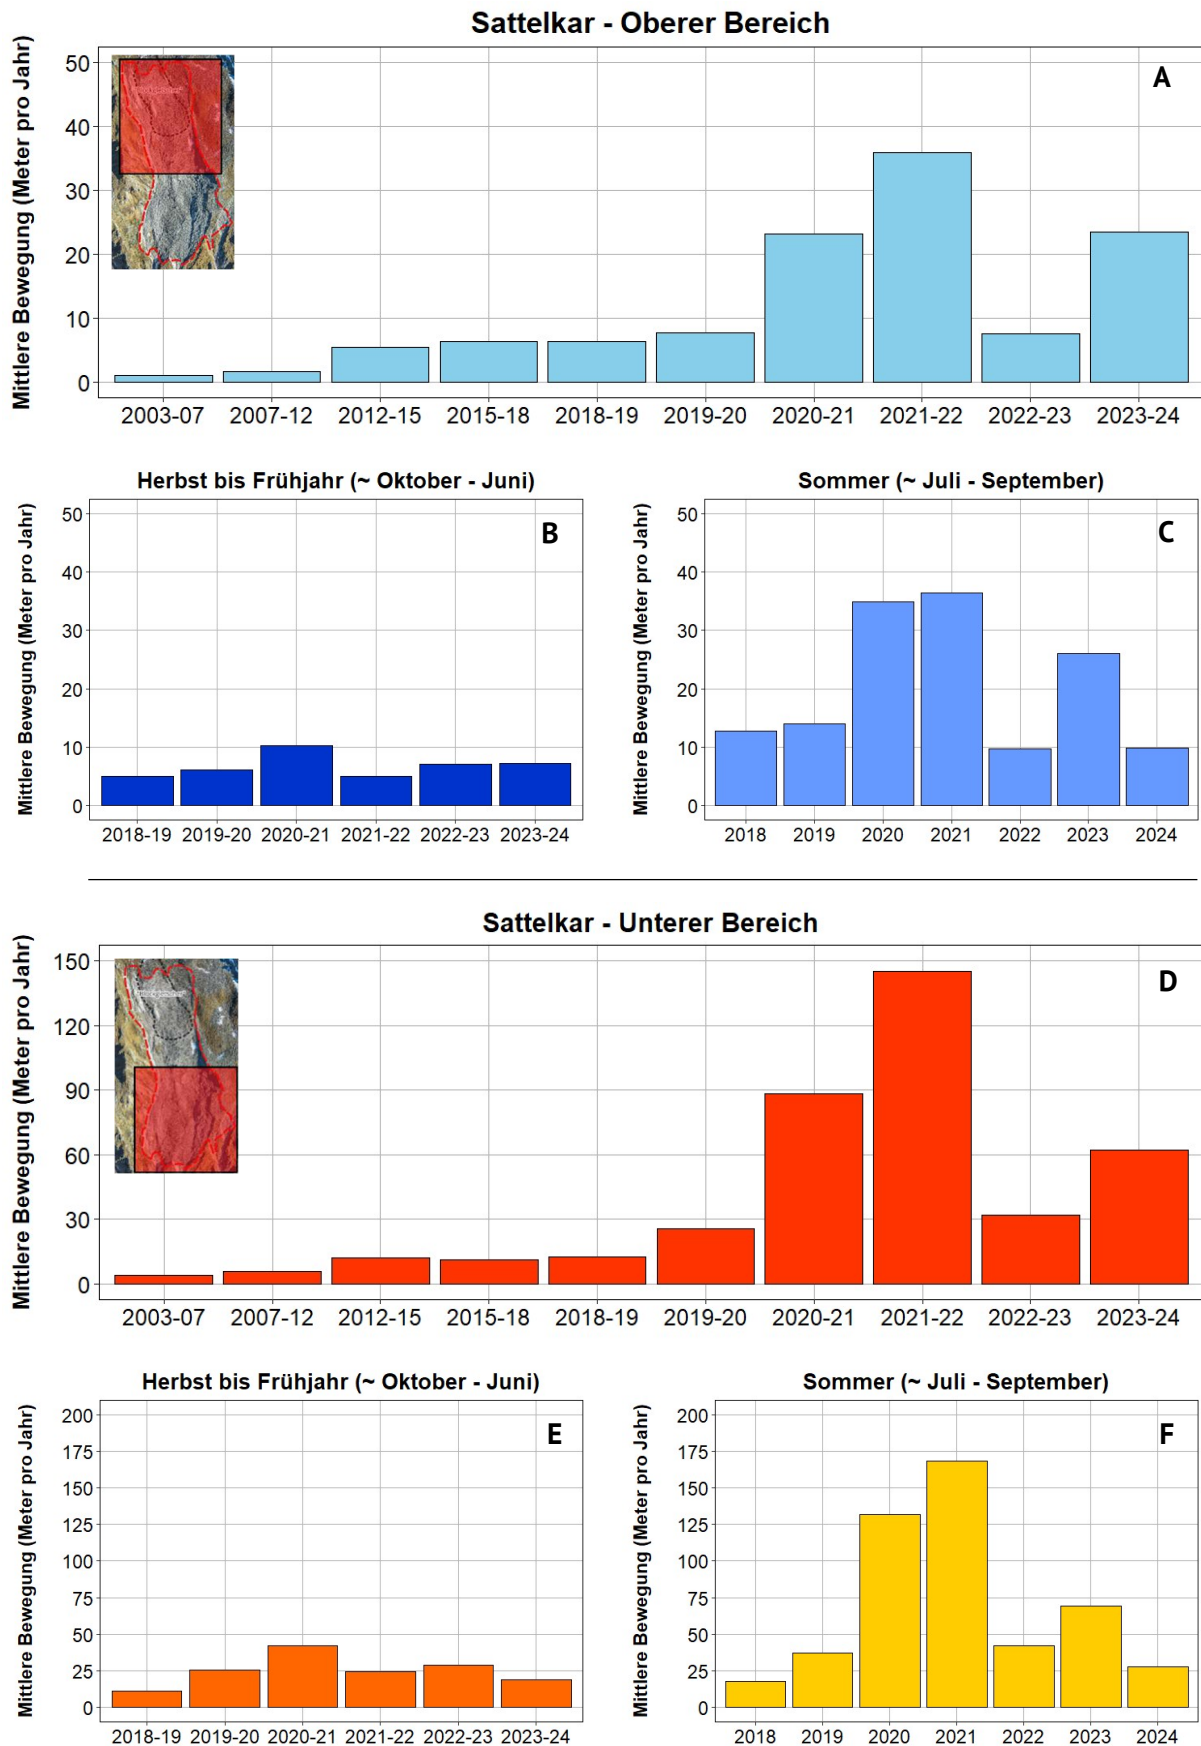 Sattelkar - Oberer Bereich
Mittlere Bewegung (Meter pro Jahr)
A
50
40
30
20
10
0
2003-07 2007-12 2012-15 2015-18 2018-19 2019-20 2020-21 2021-22 2022-23 2023-24
Herbst bis Frühjahr (~ Oktober - Juni)
Mittlere Bewegung (Meter pro Jahr)
B
50
40
30
20
10
0
2018-19 2019-20 2020-21 2021-22 2022-23 2023-24
Sommer (~ Juli - September)
Mittlere Bewegung (Meter pro Jahr)
C
50
40
30
20
10
0
2018 2019 2020 2021 2022 2023 2024
Sattelkar - Unterer Bereich
Mittlere Bewegung (Meter pro Jahr)
D
150
120
90
60
30
0
2003-07 2007-12 2012-15 2015-18 2018-19 2019-20 2020-21 2021-22 2022-23 2023-24
Herbst bis Frühjahr (~ Oktober - Juni)
Mittlere Bewegung (Meter pro Jahr)
E
200
175
150
125
100
75
50
25
0
2018-19 2019-20 2020-21 2021-22 2022-23 2023-24
Sommer (~ Juli - September)
Mittlere Bewegung (Meter pro Jahr)
F
200
175
150
125
100
75
50
25
0
2018 2019 2020 2021 2022 2023 2024